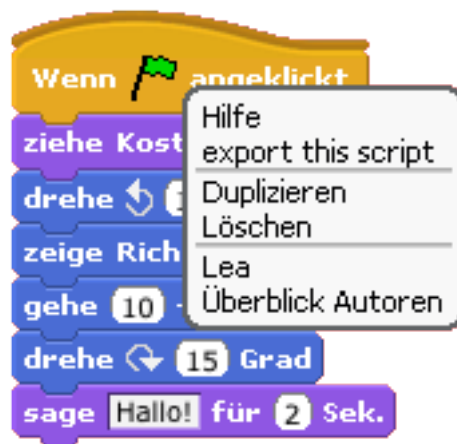 Wenn angeklickt
ziehe Kost
drehe
zeige Rich
gehe 10
drehe 15 Grad
sage Hallo! für 2 Sek.
Hilfe
export this script
Duplizieren
Löschen
Lea
Überblick Autoren